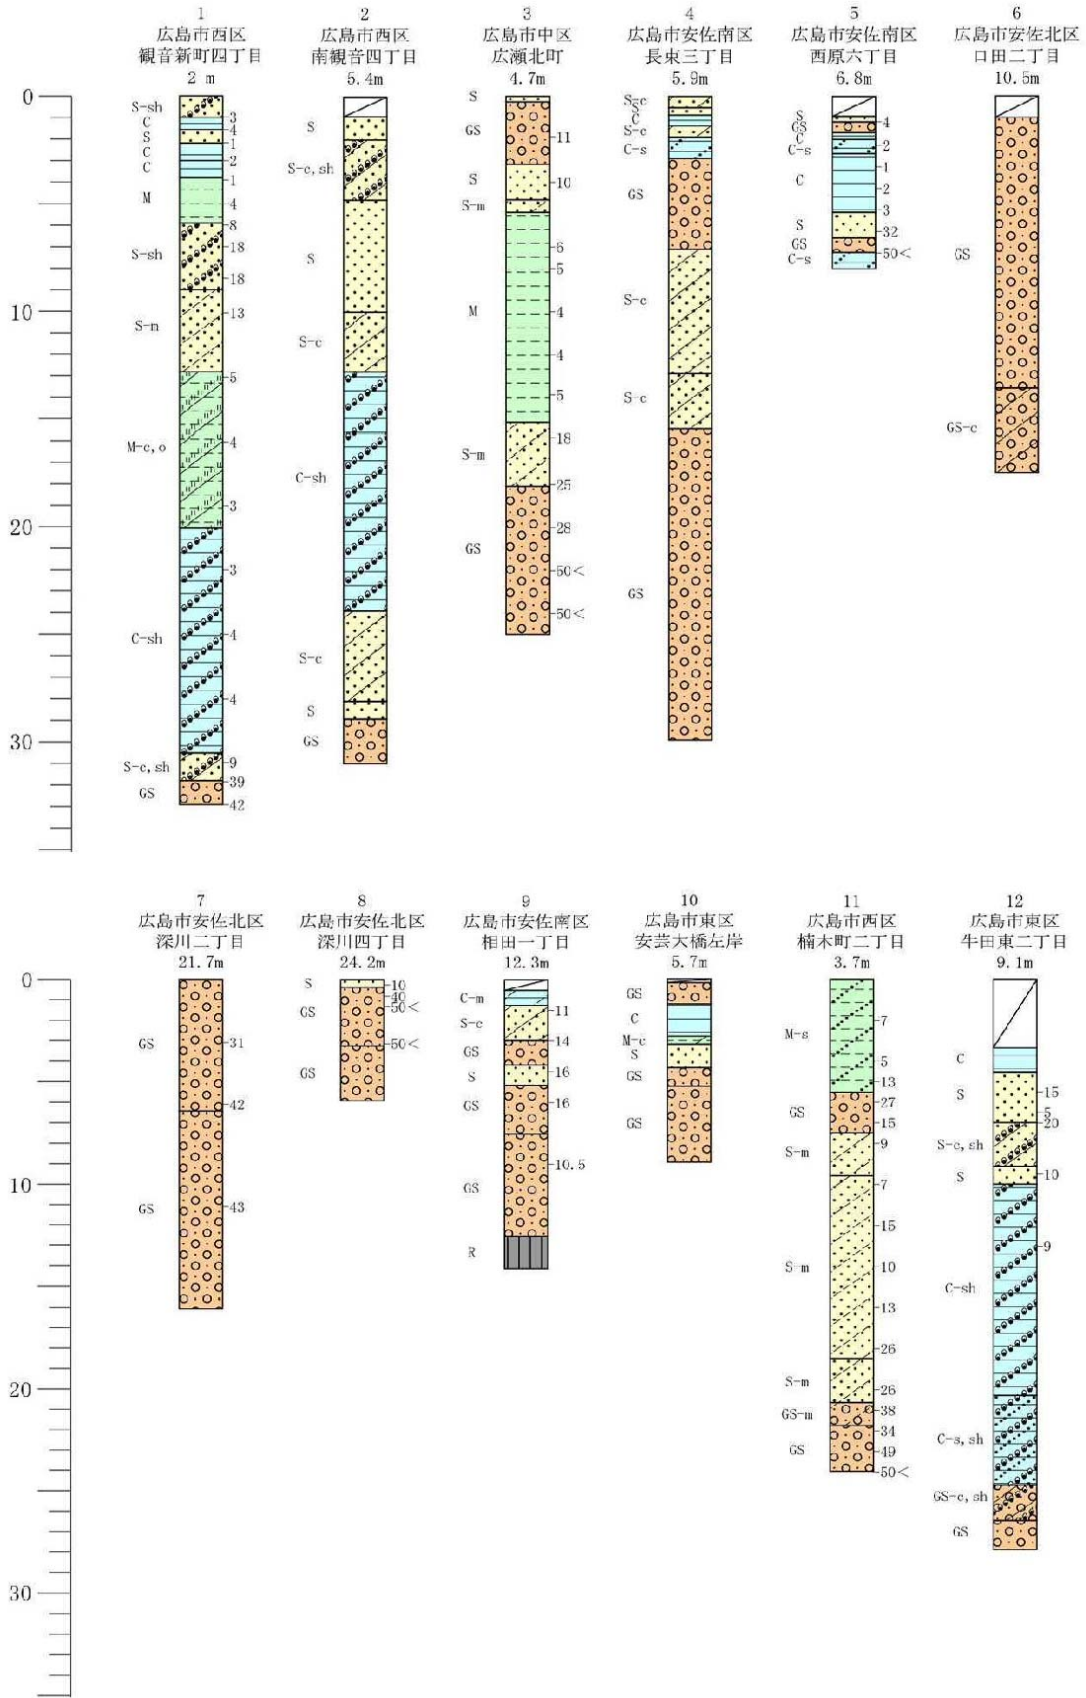 1
広島市西区
観音新町四丁目
2 m
2
広島市西区
南観音四丁目
5.4m
3
広島市中区
広瀬北町
4.7m
4
広島市安佐南区
長束三丁目
5.9m
5
広島市安佐南区
西原六丁目
6.8m
6
広島市安佐北区
口田二丁目
10.5m
0
10
20
30
S-sh
C
S
C
C
M
S-sh
S-m
M-c,o
C-sh
S-c,sh
GS
3
4
1
2
1
4
8
18
18
13
5
4
3
3
4
4
9
39
42
S
S-c,sh
S
S-c
C-sh
S-c
S
GS
S
GS
S
S-m
M
S-m
GS
11
10
6
5
4
4
5
18
25
28
50<
50<
S-c
S
C
S-c
C-s
GS
S-c
S-c
GS
S
GS
C
C-s
C
S
GS
C-s
4
2
1
2
3
32
50<
GS
GS-c
7
広島市安佐北区
深川二丁目
21.7m
8
広島市安佐北区
深川四丁目
24.2m
9
広島市安佐南区
相田一丁目
12.3m
10
広島市東区
安芸大橋左岸
5.7m
11
広島市西区
楠木町二丁目
3.7m
12
広島市東区
牛田東二丁目
9.1m
0
10
20
30
GS
GS
31
42
43
S
GS
GS
10
40
50<
50<
C-m
S-c
GS
S
GS
GS
R
11
14
16
16
10.5
GS
C
M-c
S
GS
GS
M-s
GS
S-m
S-m
S-m
GS-m
GS
7
5
13
27
15
9
7
15
10
13
26
26
38
34
49
50<
C
S
S-c,sh
S
C-sh
C-s,sh
GS-c,sh
GS
15
5
20
10
9